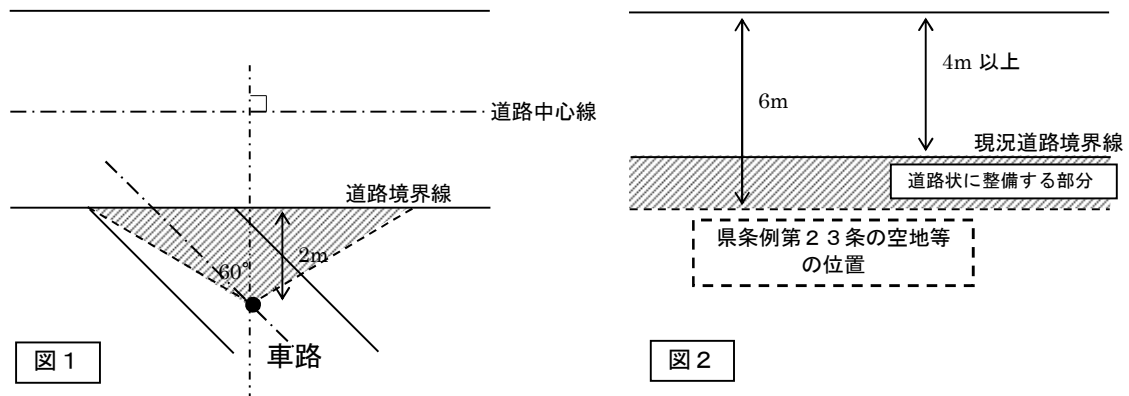 道路中心線
道路境界線
2m
60°
車路
図１
4m 以上
6m
現況道路境界線
道路状に整備する部分
県条例第２３条の空地等
の位置
図２